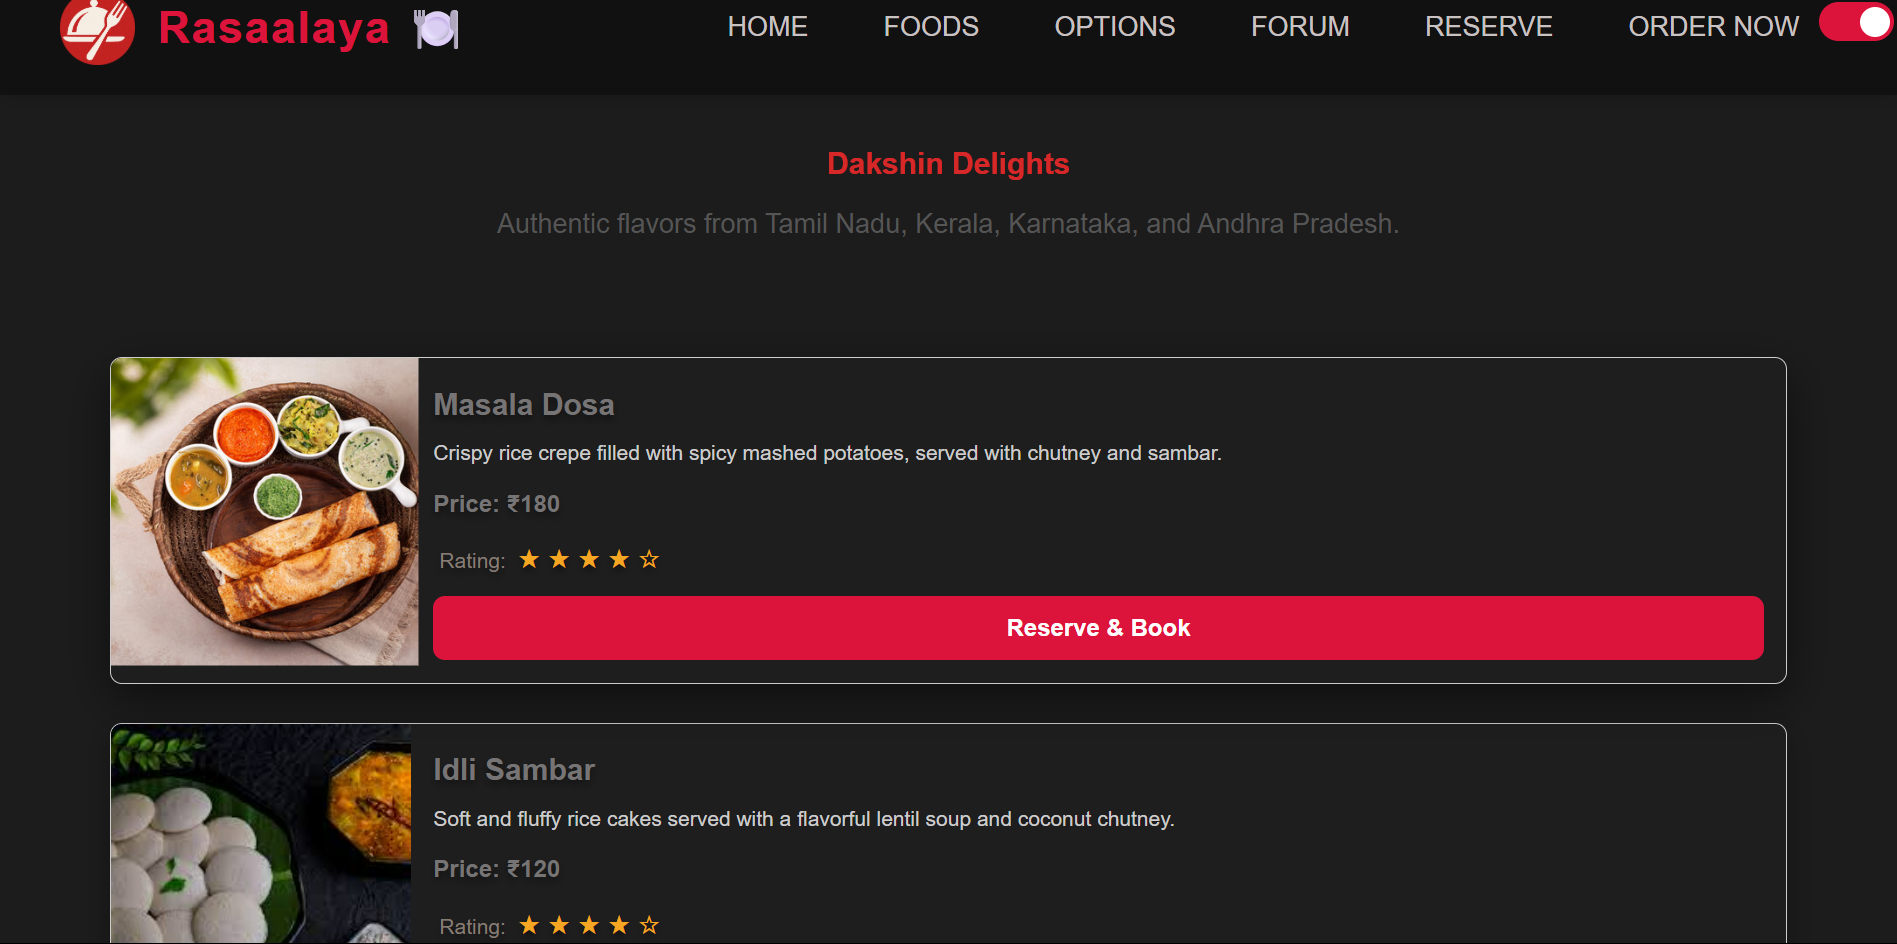 Rasaalaya
HOME FOODS OPTIONS FORUM RESERVE ORDER NOW
Dakshin Delights
Authentic flavors from Tamil Nadu, Kerala, Karnataka, and Andhra Pradesh.
Masala Dosa
Crispy rice crepe filled with spicy mashed potatoes, served with chutney and sambar.
Price: ₹180
Rating: ★ ★ ★ ★ ☆
Reserve & Book
Idli Sambar
Soft and fluffy rice cakes served with a flavorful lentil soup and coconut chutney.
Price: ₹120
Rating: ★ ★ ★ ★ ☆